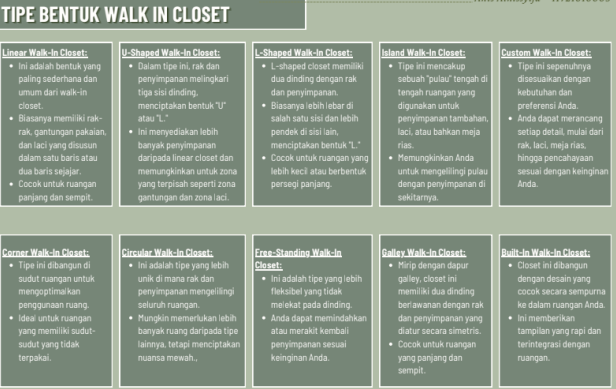 TIPE BENTUK WALK IN CLOSET
Linear Walk-In Closet:
• Ini adalah bentuk yang
paling sederhana dan
umum dari walk-in
closet.
• Biasanya memiliki rak-
rak, gantungan pakaian,
dan laci yang disusun
dalam satu baris atau
dua baris sejajar.
• Cocok untuk ruangan
panjang dan sempit.
U-Shaped Walk-In Closet:
• Dalam tipe ini, rak dan
penyimpanan melingkari
tiga sisi dinding,
menciptakan bentuk "U"
atau "L."
• Ini menyediakan lebih
banyak penyimpanan
daripada linear closet dan
memungkinkan untuk zona
yang terpisah seperti zona
gantungan dan zona laci.
L-Shaped Walk-In Closet:
• L-shaped closet memiliki
dua dinding dengan rak
dan penyimpanan.
• Biasanya lebih lebar di
salah satu sisi dan lebih
pendek di sisi lain,
menciptakan bentuk "L."
• Cocok untuk ruangan yang
lebih kecil atau berbentuk
persegi panjang.
Island Walk-In Closet:
• Tipe ini mencakup
sebuah "pulau" tengah di
tengah ruangan yang
digunakan untuk
penyimpanan tambahan,
laci, atau bahkan meja
rias.
• Memungkinkan Anda
untuk mengelilingi pulau
dengan penyimpanan di
sekitarnya.
Custom Walk-In Closet:
• Tipe ini sepenuhnya
disesuaikan dengan
kebutuhan dan
preferensi Anda.
• Anda dapat merancang
setiap detail, mulai dari
rak, laci, meja rias,
hingga pencahayaan
sesuai dengan keinginan
Anda.
Corner Walk-In Closet:
• Tipe ini dibangun di
sudut ruangan untuk
mengoptimalkan
penggunaan ruang.
• Ideal untuk ruangan
yang memiliki sudut-
sudut yang tidak
terpakai.
Circular Walk-In Closet:
• Ini adalah tipe yang lebih
unik di mana rak dan
penyimpanan mengelilingi
seluruh ruangan.
• Mungkin memerlukan lebih
banyak ruang daripada tipe
lainnya, tetapi menciptakan
nuansa mewah.,
Free-Standing Walk-In
Closet:
• Ini adalah tipe yang lebih
fleksibel yang tidak
melekat pada dinding.
• Anda dapat memindahkan
atau merakit kembali
penyimpanan sesuai
keinginan Anda.
Galley Walk-In Closet:
• Mirip dengan dapur
galley, closet ini
memiliki dua dinding
berlawanan dengan rak
dan penyimpanan yang
diatur secara simetris.
• Cocok untuk ruangan
yang panjang dan
sempit.
Built-In Walk-In Closet:
• Closet ini dibangun
dengan desain yang
cocok secara sempurna
ke dalam ruangan Anda.
• Ini memberikan
tampilan yang rapi dan
terintegrasi dengan
ruangan.